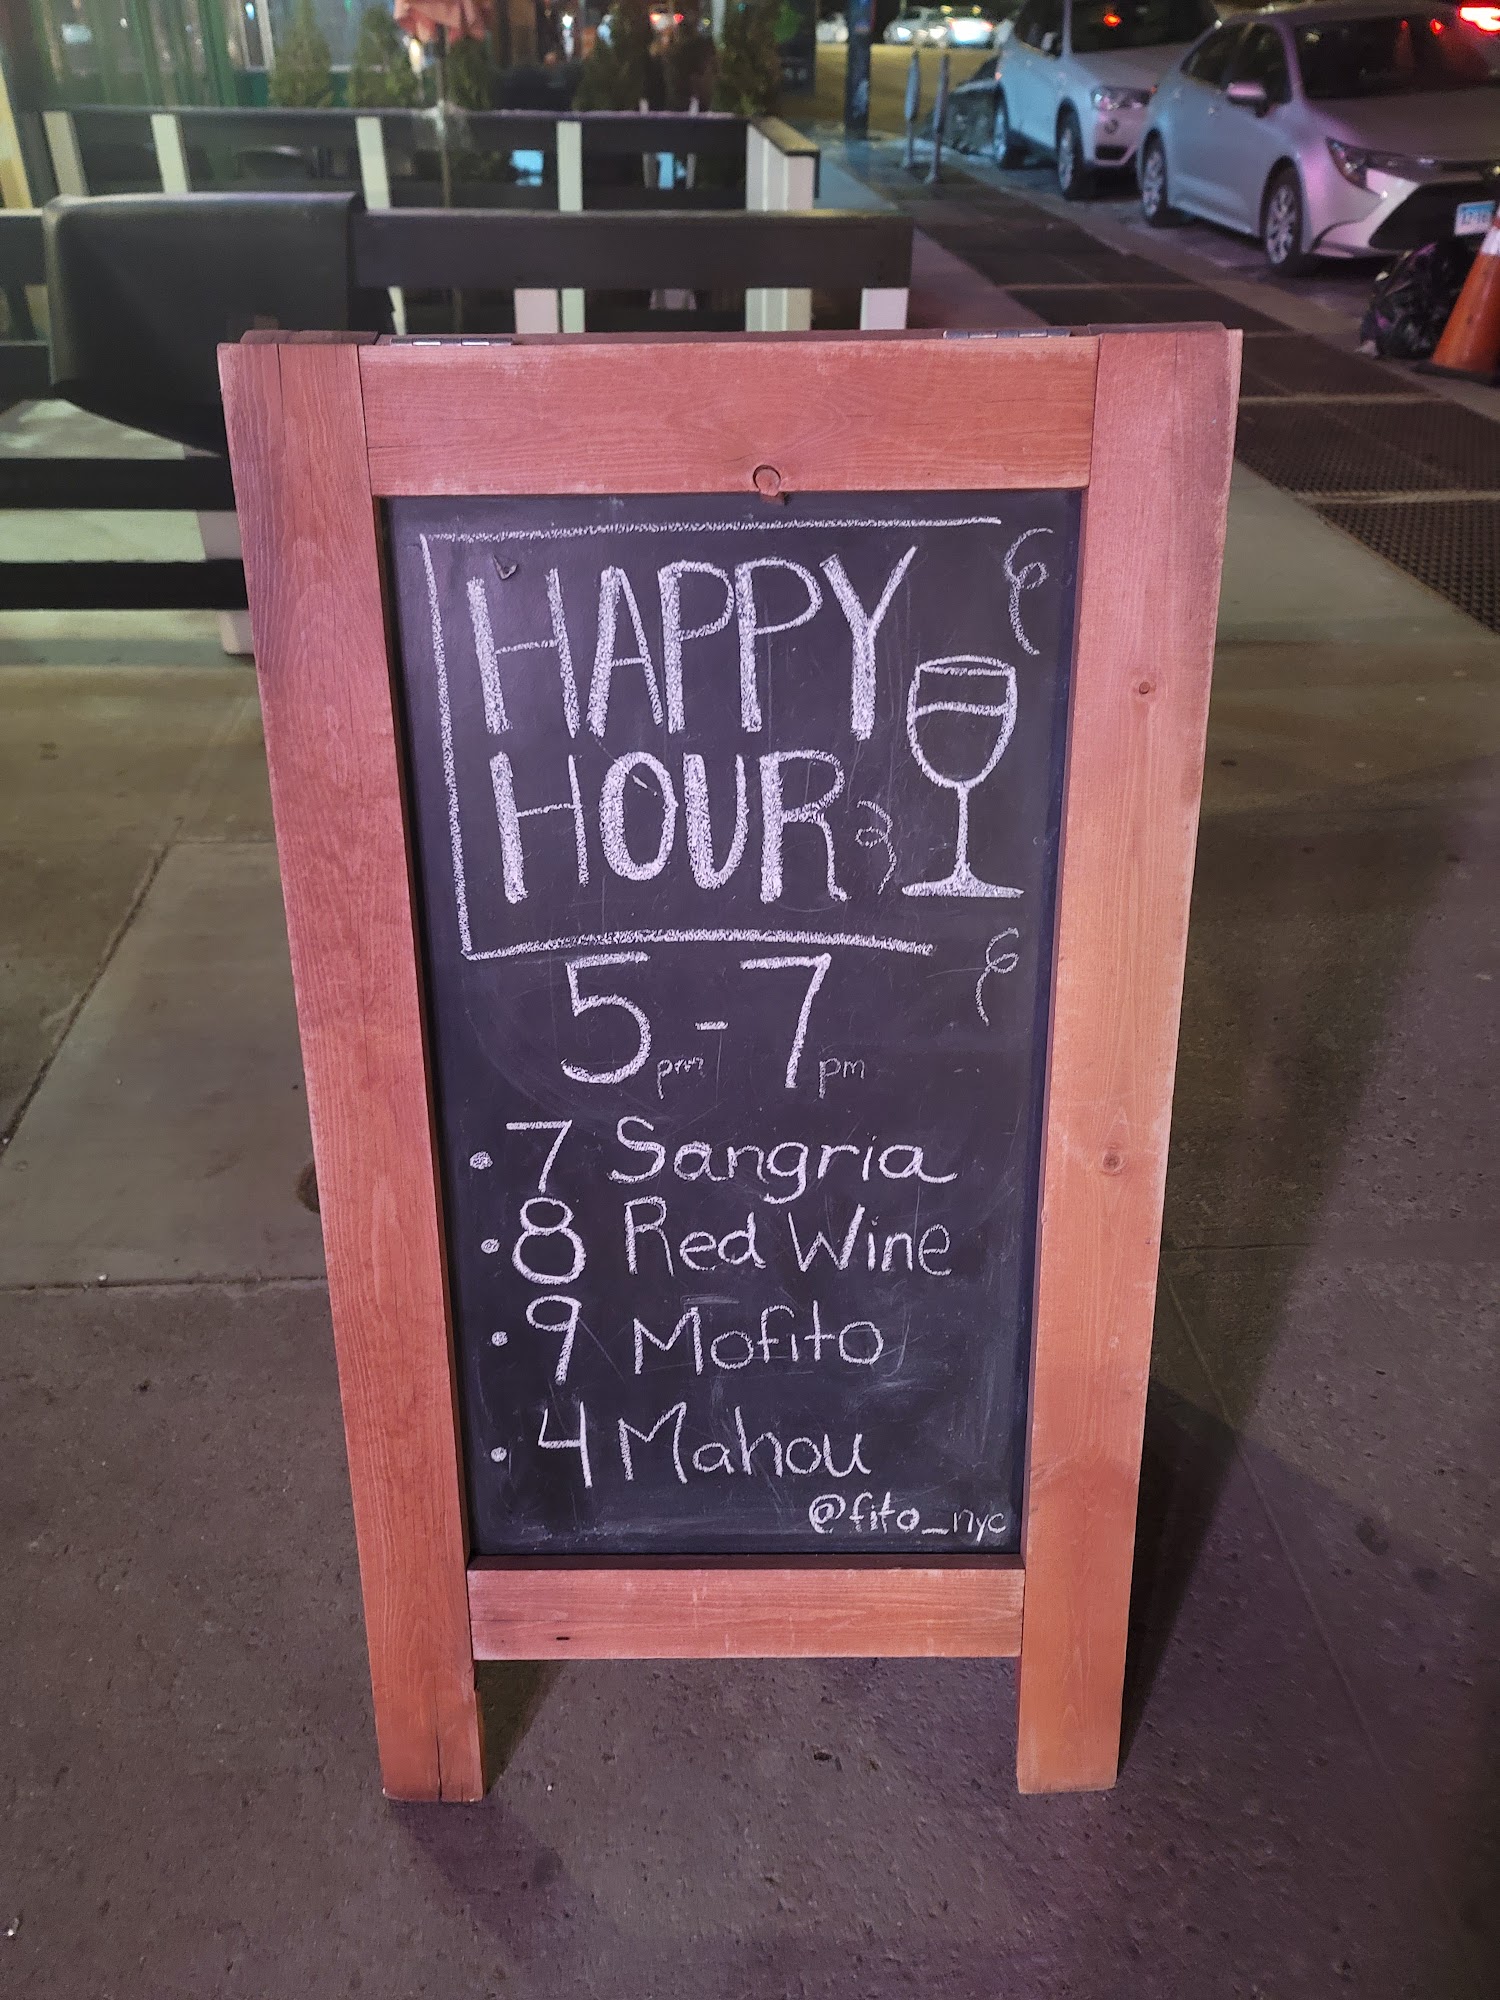 HAPPY
HOUR
5pm - 7pm
• 7 Sangria
• 8 Red Wine
• 9 Mofito
• 4 Mahou
@fito_nyc